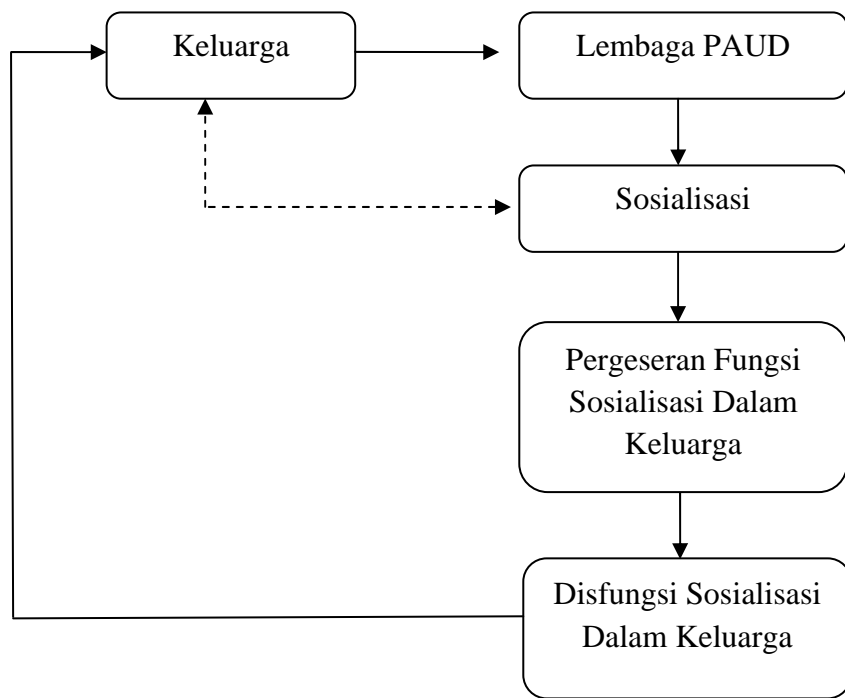 Keluarga
Lembaga PAUD
Sosialisasi
Pergeseran Fungsi
Sosialisasi Dalam
Keluarga
Disfungsi Sosialisasi
Dalam Keluarga